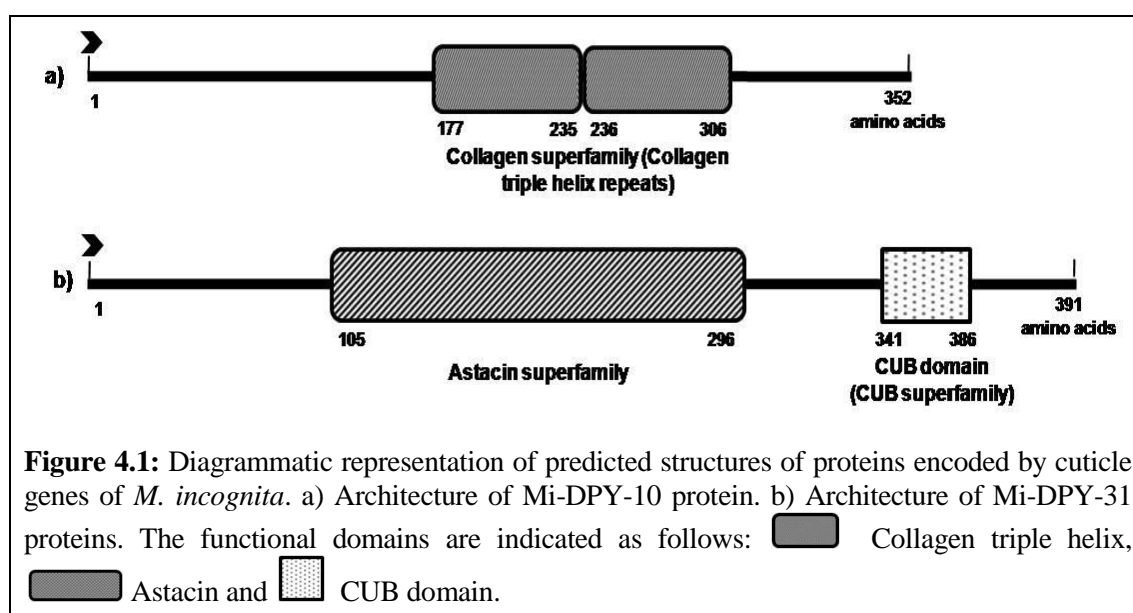 a)
1
177 235 236 306
352
amino acids
Collagen superfamily (Collagen
triple helix repeats)
b)
1
105 296
341 386
391
amino acids
Astacin superfamily
CUB domain
(CUB superfamily)
Figure 4.1: Diagrammatic representation of predicted structures of proteins encoded by cuticle
genes of M. incognita. a) Architecture of Mi-DPY-10 protein. b) Architecture of Mi-DPY-31
proteins. The functional domains are indicated as follows: Collagen triple helix,
Astacin and CUB domain.